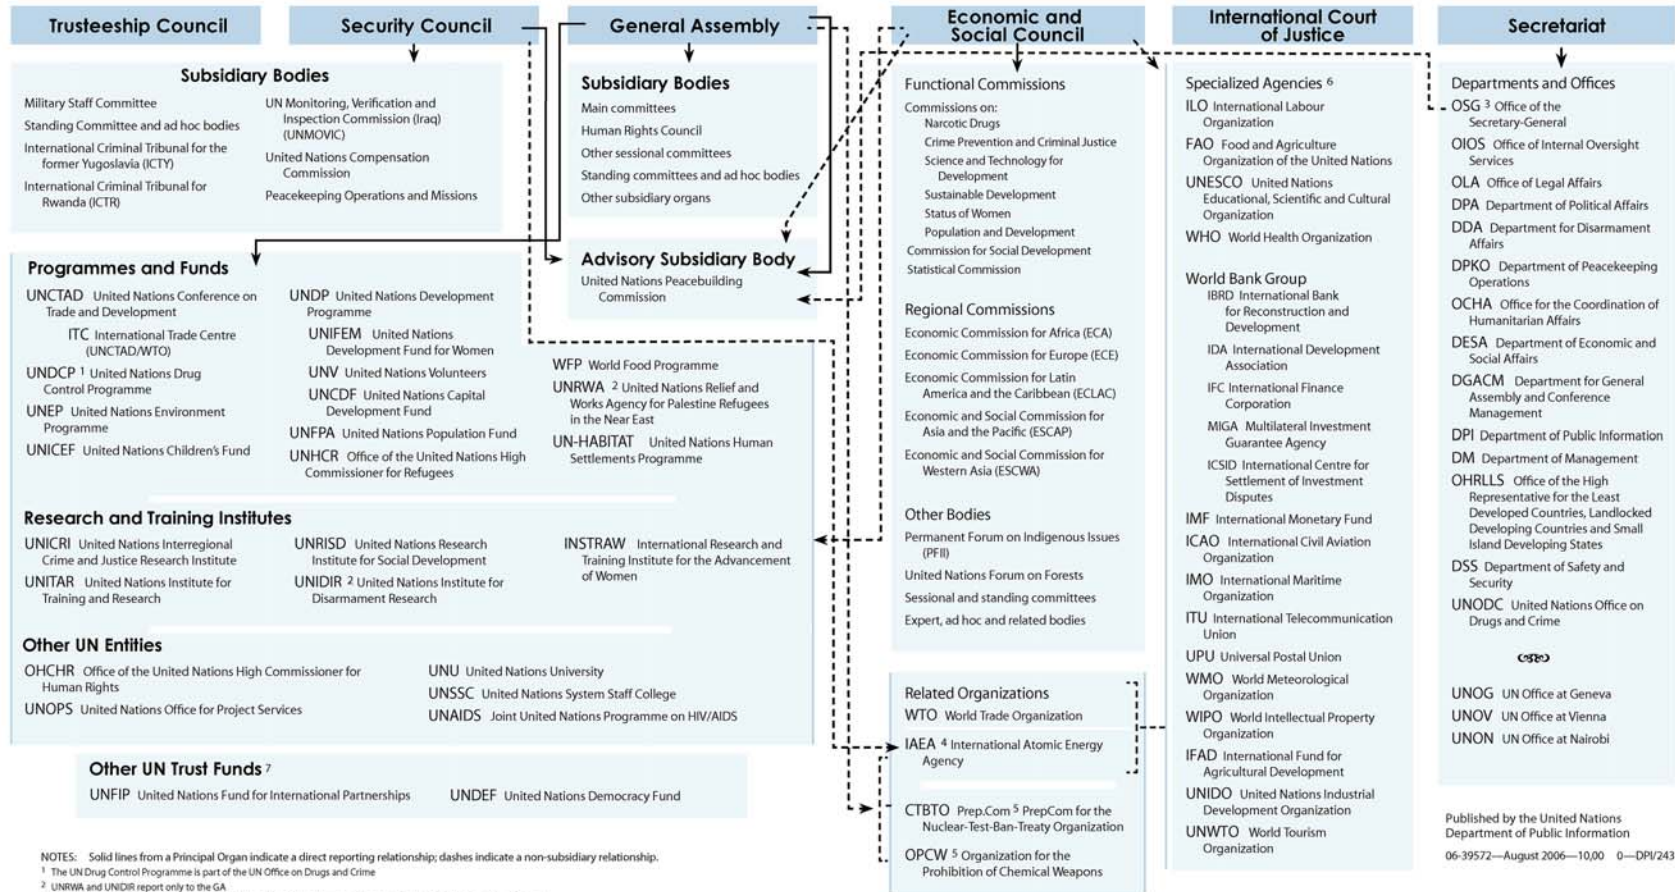 Trusteeship Council
Security Council
General Assembly
Economic and
Social Council
International Court
of Justice
Secretariat
Subsidiary Bodies
Military Staff Committee
Standing Committee and ad hoc bodies
International Criminal Tribunal for the
former Yugoslavia (ICTY)
International Criminal Tribunal for
Rwanda (ICTR)
UN Monitoring, Verification and
Inspection Commission (Iraq)
(UNMOVIC)
United Nations Compensation
Commission
Peacekeeping Operations and Missions
Subsidiary Bodies
Main committees
Human Rights Council
Other sessional committees
Standing committees and ad hoc bodies
Other subsidiary organs
Advisory Subsidiary Body
United Nations Peacebuilding
Commission
Programmes and Funds
UNCTAD United Nations Conference on
Trade and Development
ITC International Trade Centre
(UNCTAD/WTO)
UNDCP 1 United Nations Drug
Control Programme
UNEP United Nations Environment
Programme
UNICEF United Nations Children's Fund
UNDP United Nations Development
Programme
UNIFEM United Nations
Development Fund for Women
UNV United Nations Volunteers
UNCDF United Nations Capital
Development Fund
UNFPA United Nations Population Fund
UNHCR Office of the United Nations High
Commissioner for Refugees
WFP World Food Programme
UNRWA 2 United Nations Relief and
Works Agency for Palestine Refugees
in the Near East
UN-HABITAT United Nations Human
Settlements Programme
Research and Training Institutes
UNICRI United Nations Interregional
Crime and Justice Research Institute
UNITAR United Nations Institute for
Training and Research
UNRISD United Nations Research
Institute for Social Development
UNIDIR 2 United Nations Institute for
Disarmament Research
INSTRAW International Research and
Training Institute for the Advancement
of Women
Other UN Entities
OHCHR Office of the United Nations High Commissioner for
Human Rights
UNOPS United Nations Office for Project Services
UNU United Nations University
UNSSC United Nations System Staff College
UNAIDS Joint United Nations Programme on HIV/AIDS
Other UN Trust Funds 7
UNFIP United Nations Fund for International Partnerships
UNDEF United Nations Democracy Fund
Functional Commissions
Commissions on:
Narcotic Drugs
Crime Prevention and Criminal Justice
Science and Technology for
Development
Sustainable Development
Status of Women
Population and Development
Commission for Social Development
Statistical Commission
Regional Commissions
Economic Commission for Africa (ECA)
Economic Commission for Europe (ECE)
Economic Commission for Latin
America and the Caribbean (ECLAC)
Economic and Social Commission for
Asia and the Pacific (ESCAP)
Economic and Social Commission for
Western Asia (ESCWA)
Other Bodies
Permanent Forum on Indigenous Issues
(PFII)
United Nations Forum on Forests
Sessional and standing committees
Expert, ad hoc and related bodies
Related Organizations
WTO World Trade Organization
IAEA 4 International Atomic Energy
Agency
CTBTO Prep.Com 5 PrepCom for the
Nuclear-Test-Ban-Treaty Organization
OPCW 5 Organization for the
Prohibition of Chemical Weapons
Specialized Agencies 6
ILO International Labour
Organization
FAO Food and Agriculture
Organization of the United Nations
UNESCO United Nations
Educational, Scientific and Cultural
Organization
WHO World Health Organization
World Bank Group
IBRD International Bank
for Reconstruction and
Development
IDA International Development
Association
IFC International Finance
Corporation
MIGA Multilateral Investment
Guarantee Agency
ICSID International Centre for
Settlement of Investment
Disputes
IMF International Monetary Fund
ICAO International Civil Aviation
Organization
IMO International Maritime
Organization
ITU International Telecommunication
Union
UPU Universal Postal Union
WMO World Meteorological
Organization
WIPO World Intellectual Property
Organization
IFAD International Fund for
Agricultural Development
UNIDO United Nations Industrial
Development Organization
UNWTO World Tourism
Organization
Departments and Offices
OSG 3 Office of the
Secretary-General
OIOS Office of Internal Oversight
Services
OLA Office of Legal Affairs
DPA Department of Political Affairs
DDA Department for Disarmament
Affairs
DPKO Department of Peacekeeping
Operations
OCHA Office for the Coordination of
Humanitarian Affairs
DESA Department of Economic and
Social Affairs
DGACM Department for General
Assembly and Conference
Management
DPI Department of Public Information
DM Department of Management
OHRLLS Office of the High
Representative for the Least
Developed Countries, Landlocked
Developing Countries and Small
Island Developing States
DSS Department of Safety and
Security
UNODC United Nations Office on
Drugs and Crime
UNOG UN Office at Geneva
UNOV UN Office at Vienna
UNON UN Office at Nairobi
Published by the United Nations
Department of Public Information
06-39572—August 2006—10,00 0—DPI/243
NOTES: Solid lines from a Principal Organ indicate a direct reporting relationship; dashes indicate a non-subsidiary relationship.
1 The UN Drug Control Programme is part of the UN Office on Drugs and Crime
2 UNRWA and UNIDIR report only to the GA